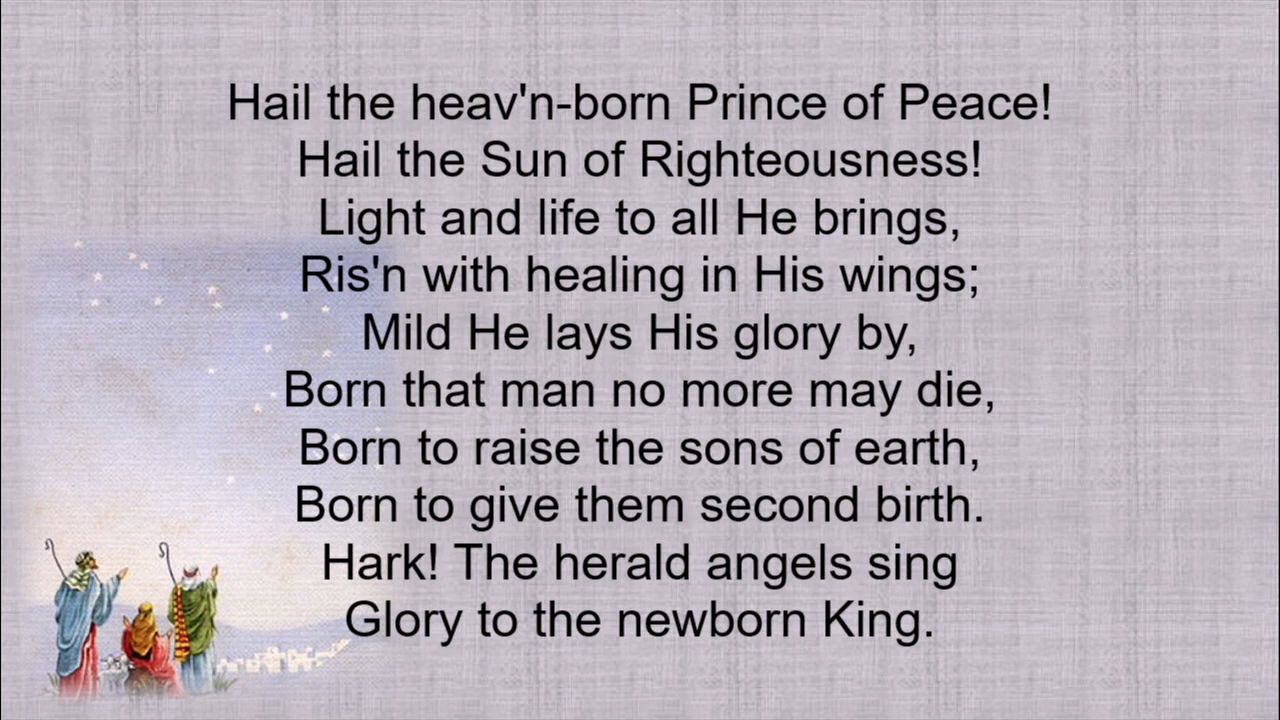 Hail the heav'n-born Prince of Peace!
Hail the Sun of Righteousness!
Light and life to all He brings,
Ris'n with healing in His wings;
Mild He lays His glory by,
Born that man no more may die,
Born to raise the sons of earth,
Born to give them second birth.
Hark! The herald angels sing
Glory to the newborn King.